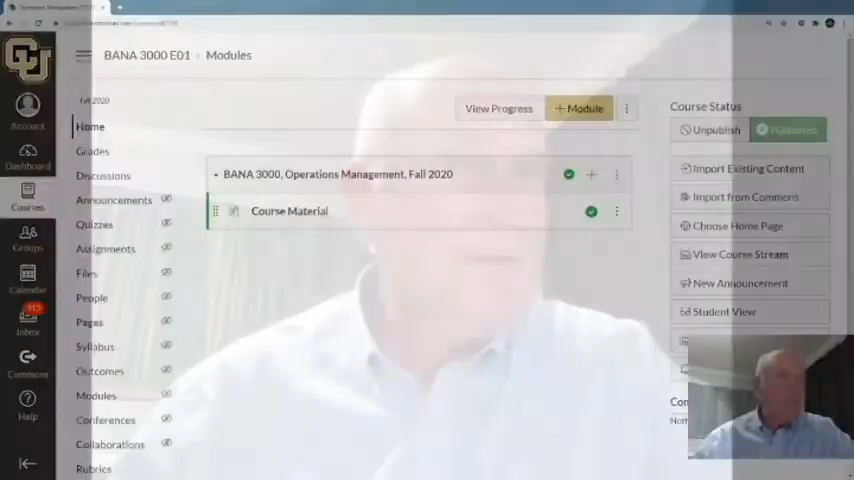 CU
BANA 3000 E01 › Modules
Fall 2020
Account
Dashboard
Courses
Groups
Calendar
Inbox
Commons
Help
Home
Grades
Discussions
Announcements
Quizzes
Assignments
Files
People
Pages
Syllabus
Outcomes
Modules
Conferences
Collaborations
Rubrics
View Progress
+ Module
BANA 3000, Operations Management, Fall 2020
Course Material
Course Status
Unpublish
Published
Import Existing Content
Import from Commons
Choose Home Page
View Course Stream
New Announcement
Student View